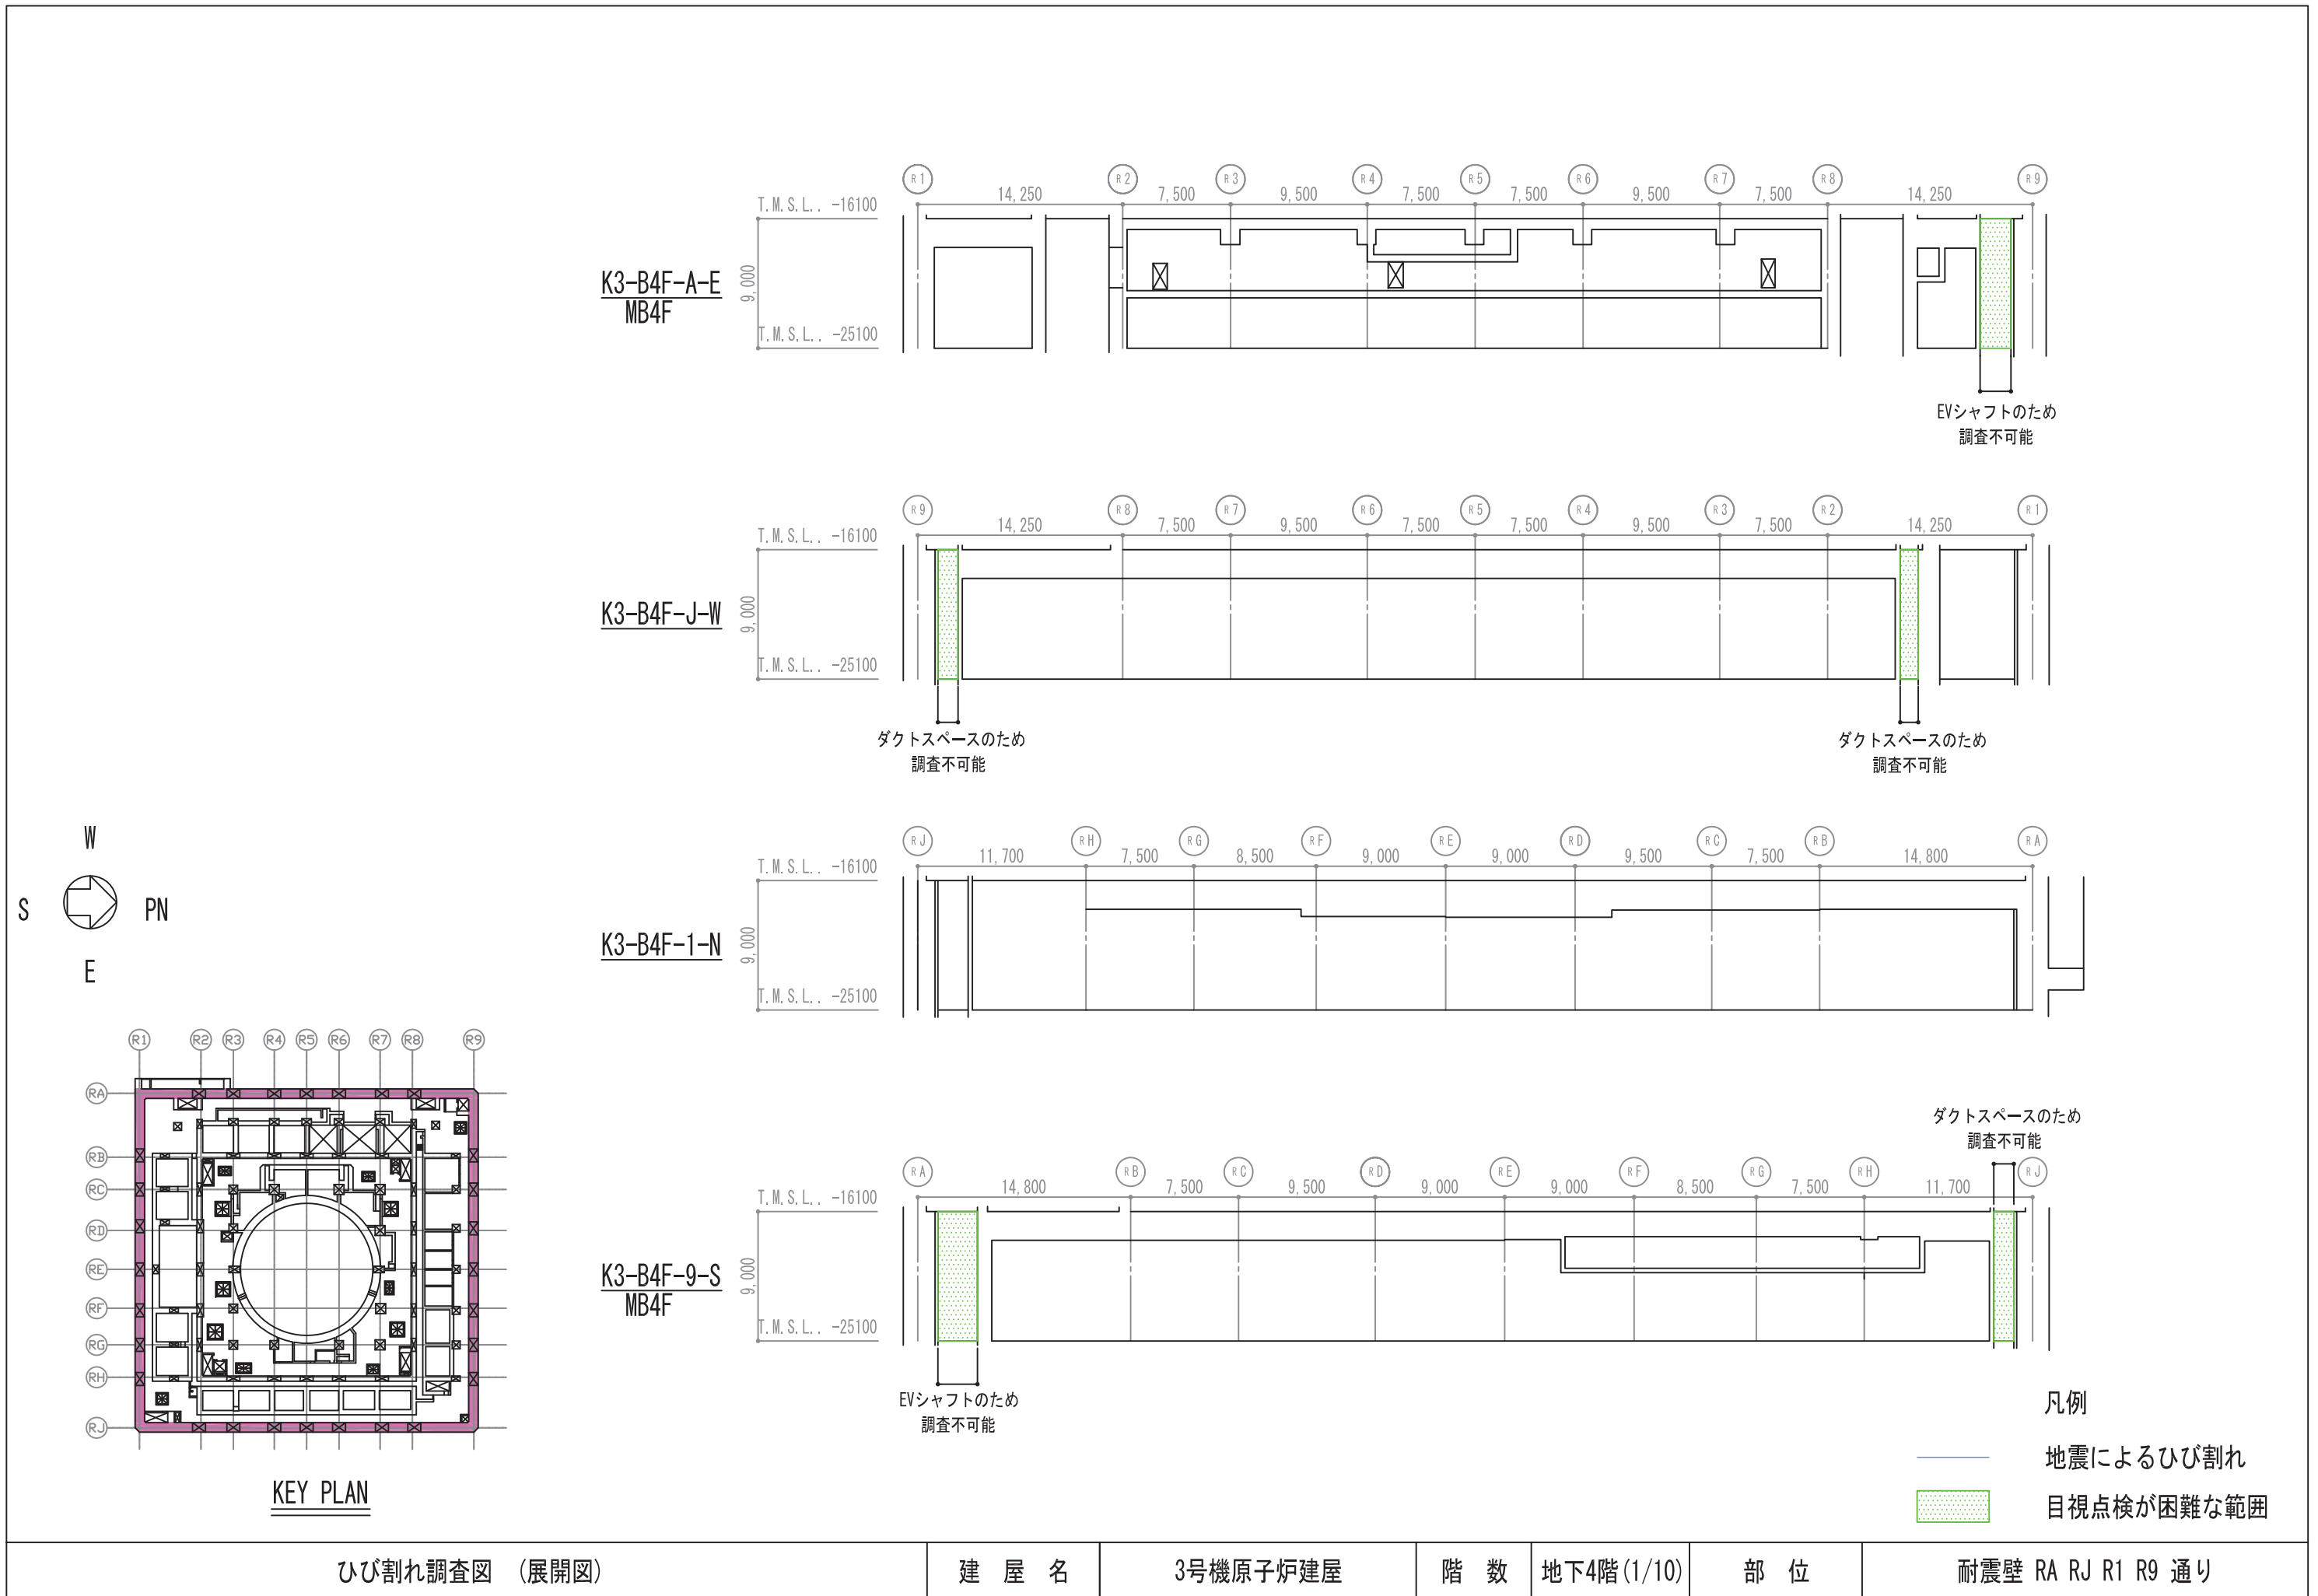 R1 R2 R3 R4 R5 R6 R7 R8 R9
14,250 7,500 9,500 7,500 7,500 9,500 7,500 14,250
T.M.S.L.. -16100
K3-B4F-A-E
MB4F
9,000
T.M.S.L.. -25100
EVシャフトのため
調査不可能
R9 R8 R7 R6 R5 R4 R3 R2 R1
14,250 7,500 9,500 7,500 7,500 9,500 7,500 14,250
T.M.S.L.. -16100
K3-B4F-J-W
9,000
T.M.S.L.. -25100
ダクトスペースのため
調査不可能
ダクトスペースのため
調査不可能
RJ RH RG RF RE RD RC RB RA
11,700 7,500 8,500 9,000 9,000 9,500 7,500 14,800
T.M.S.L.. -16100
K3-B4F-1-N
9,000
T.M.S.L.. -25100
W
S PN
E
ダクトスペースのため
調査不可能
RA RB RC RD RE RF RG RH RJ
14,800 7,500 9,500 9,000 9,000 8,500 7,500 11,700
T.M.S.L.. -16100
K3-B4F-9-S
MB4F
9,000
T.M.S.L.. -25100
EVシャフトのため
調査不可能
R1 R2 R3 R4 R5 R6 R7 R8 R9
RA
RB
RC
RD
RE
RF
RG
RH
RJ
KEY PLAN
凡例
地震によるひび割れ
目視点検が困難な範囲
ひび割れ調査図 (展開図) 建屋名 3号機原子炉建屋 階数 地下4階(1/10) 部位 耐震壁 RA RJ R1 R9 通り